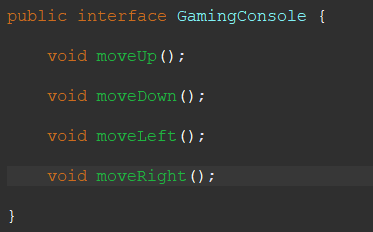 public interface GamingConsole {
void moveUp();
void moveDown();
void moveLeft();
void moveRight();
}